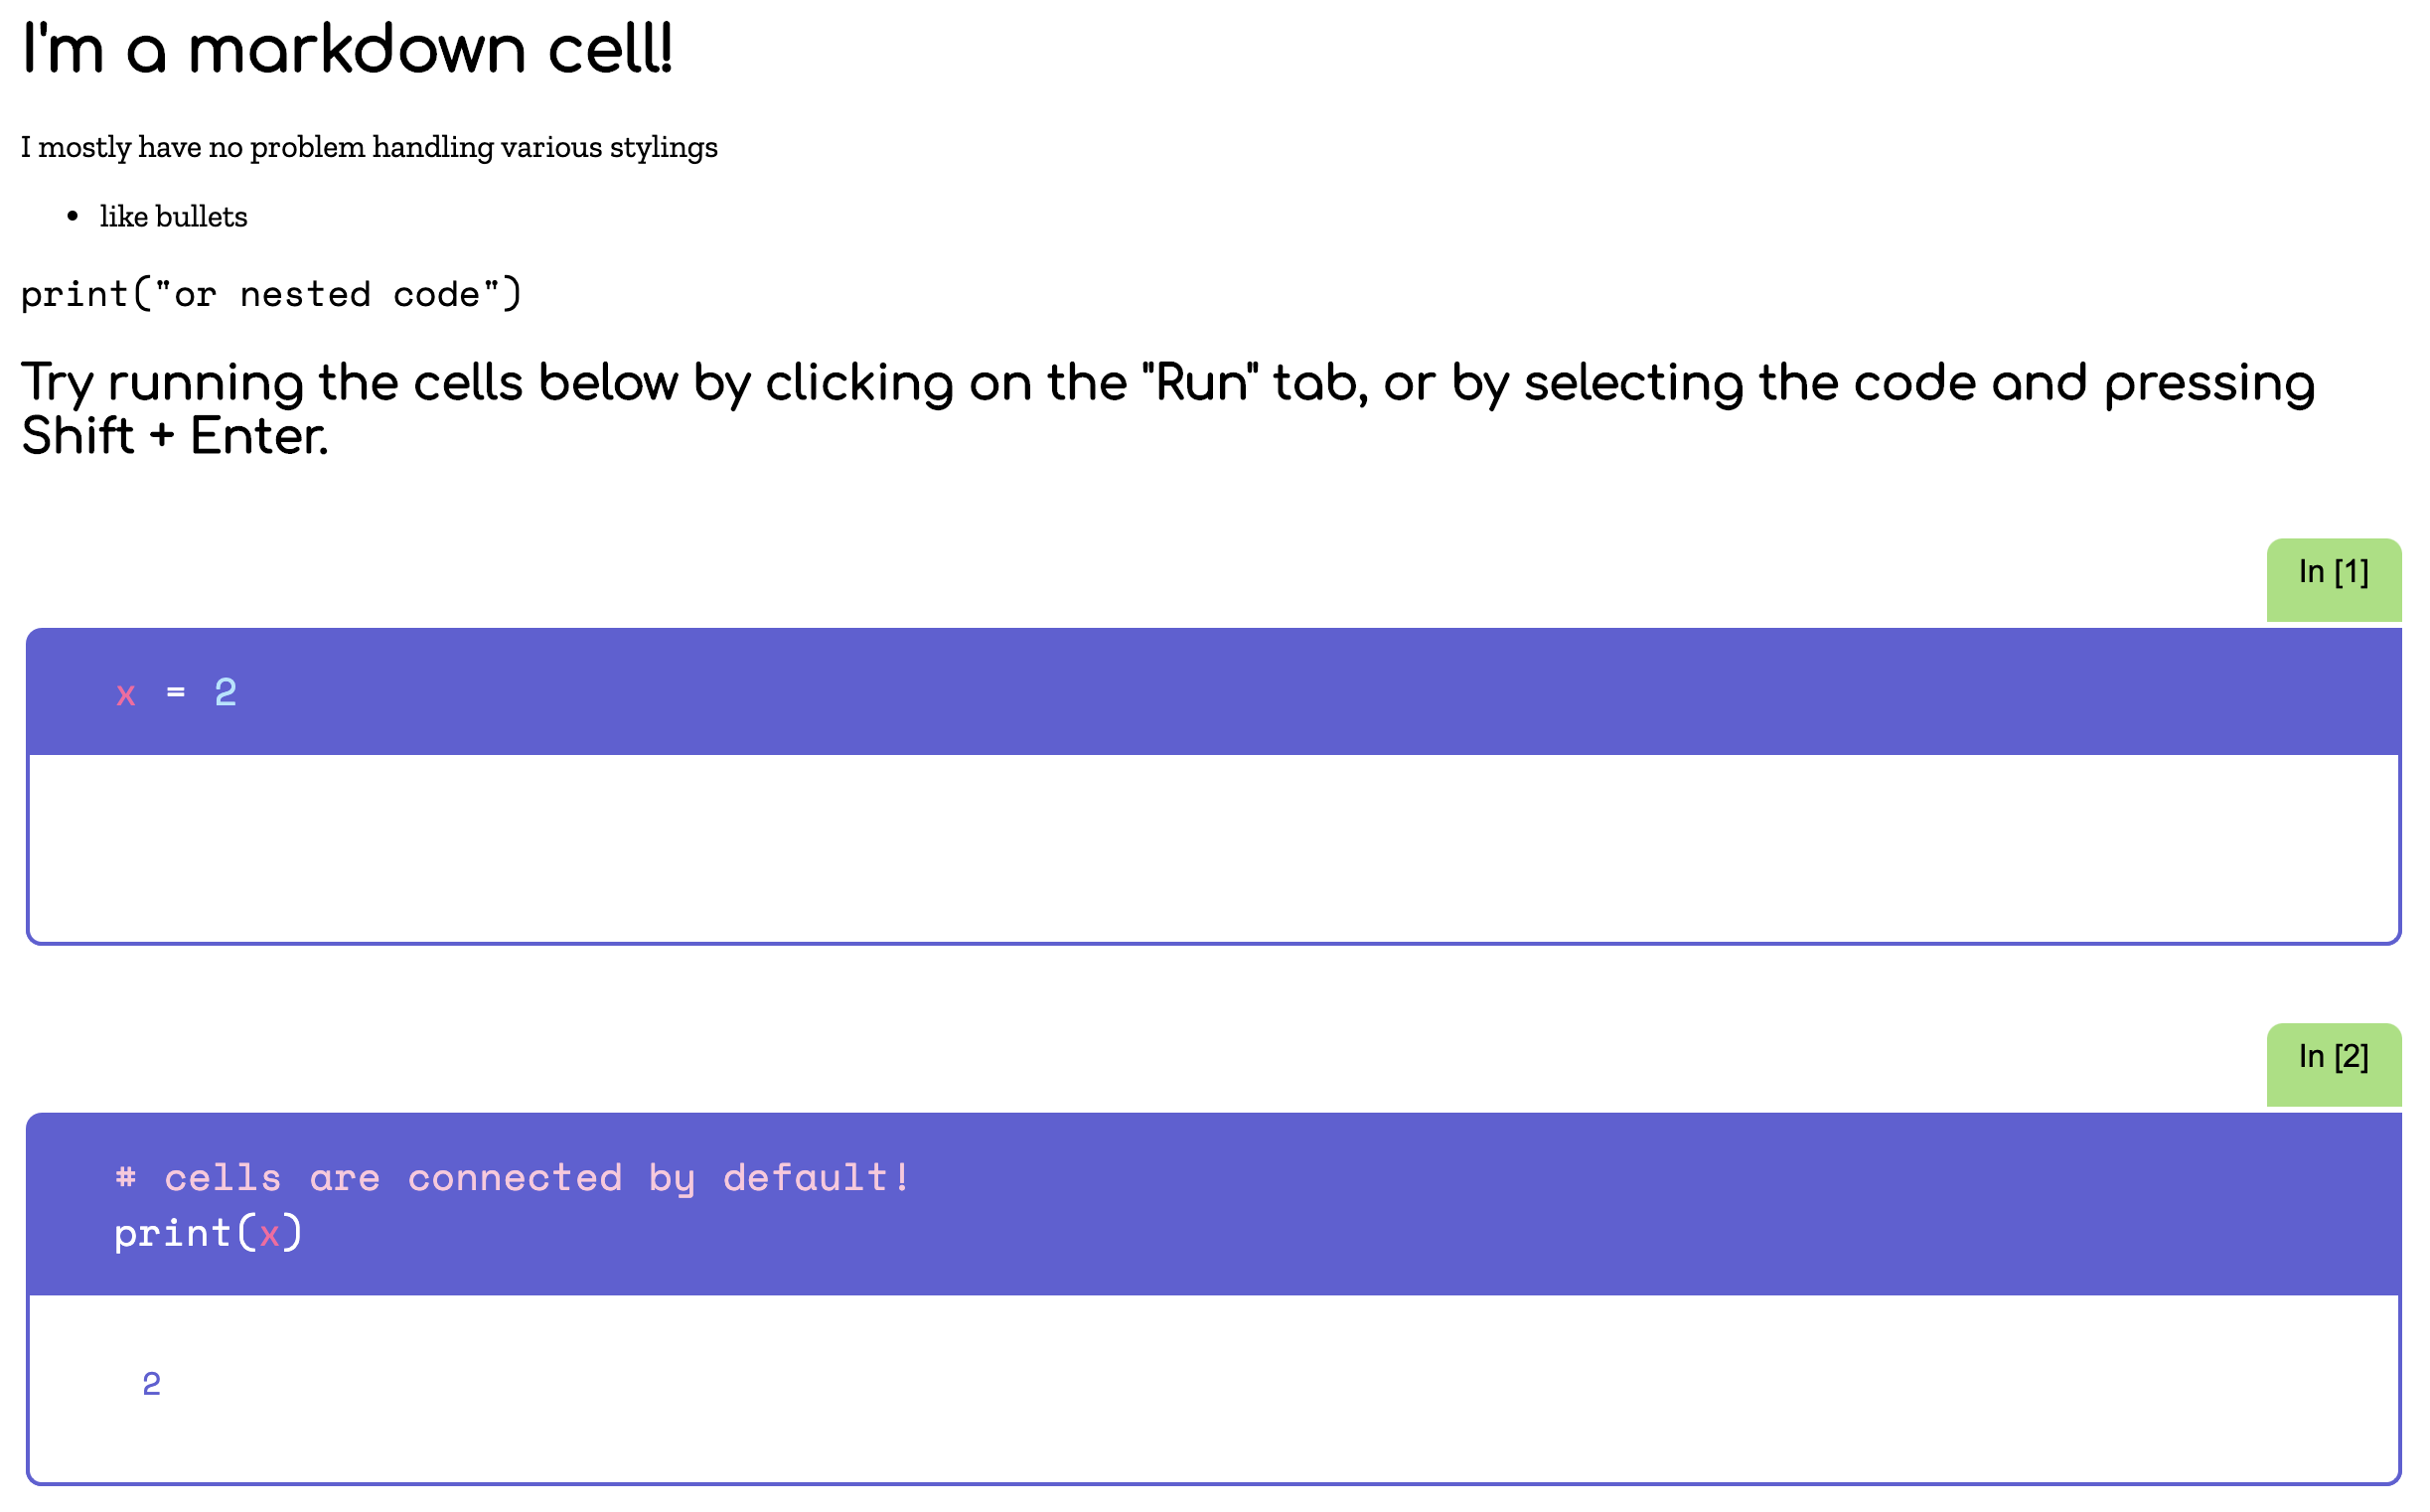 I'm a markdown cell!
I mostly have no problem handling various stylings
• like bullets
print("or nested code")
Try running the cells below by clicking on the "Run" tab, or by selecting the code and pressing
Shift + Enter.
In [1]
x = 2
In [2]
# cells are connected by default!
print(x)
2